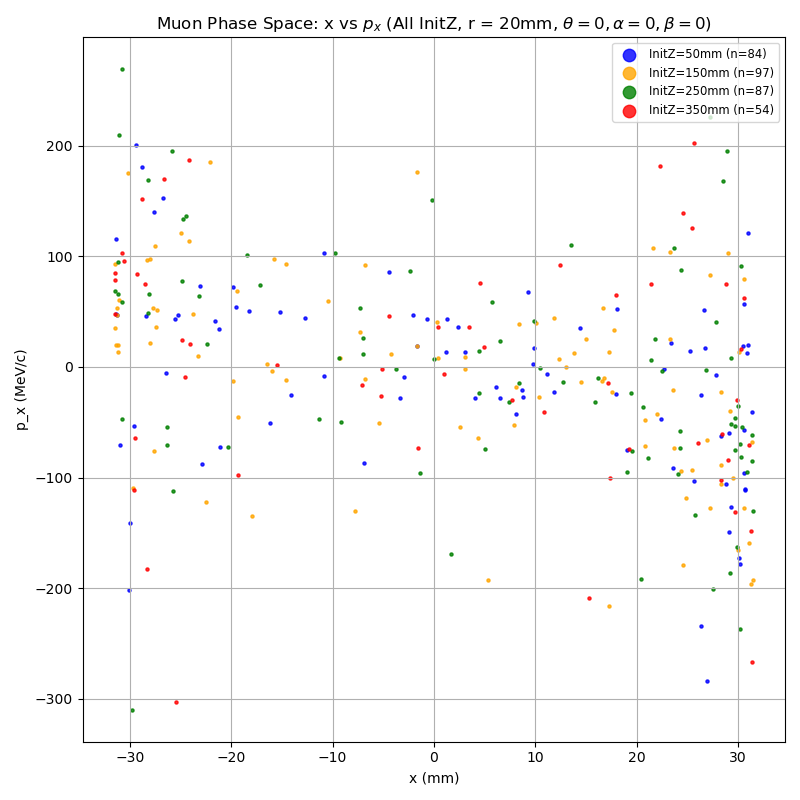 Muon Phase Space: x vs $p_x$ (All InitZ, r = 20mm, θ = 0, α = 0, β = 0)
InitZ=50mm (n=84)
InitZ=150mm (n=97)
InitZ=250mm (n=87)
InitZ=350mm (n=54)
200
100
0
−100
−200
−300
p_x (MeV/c)
−30 −20 −10 0 10 20 30
x (mm)